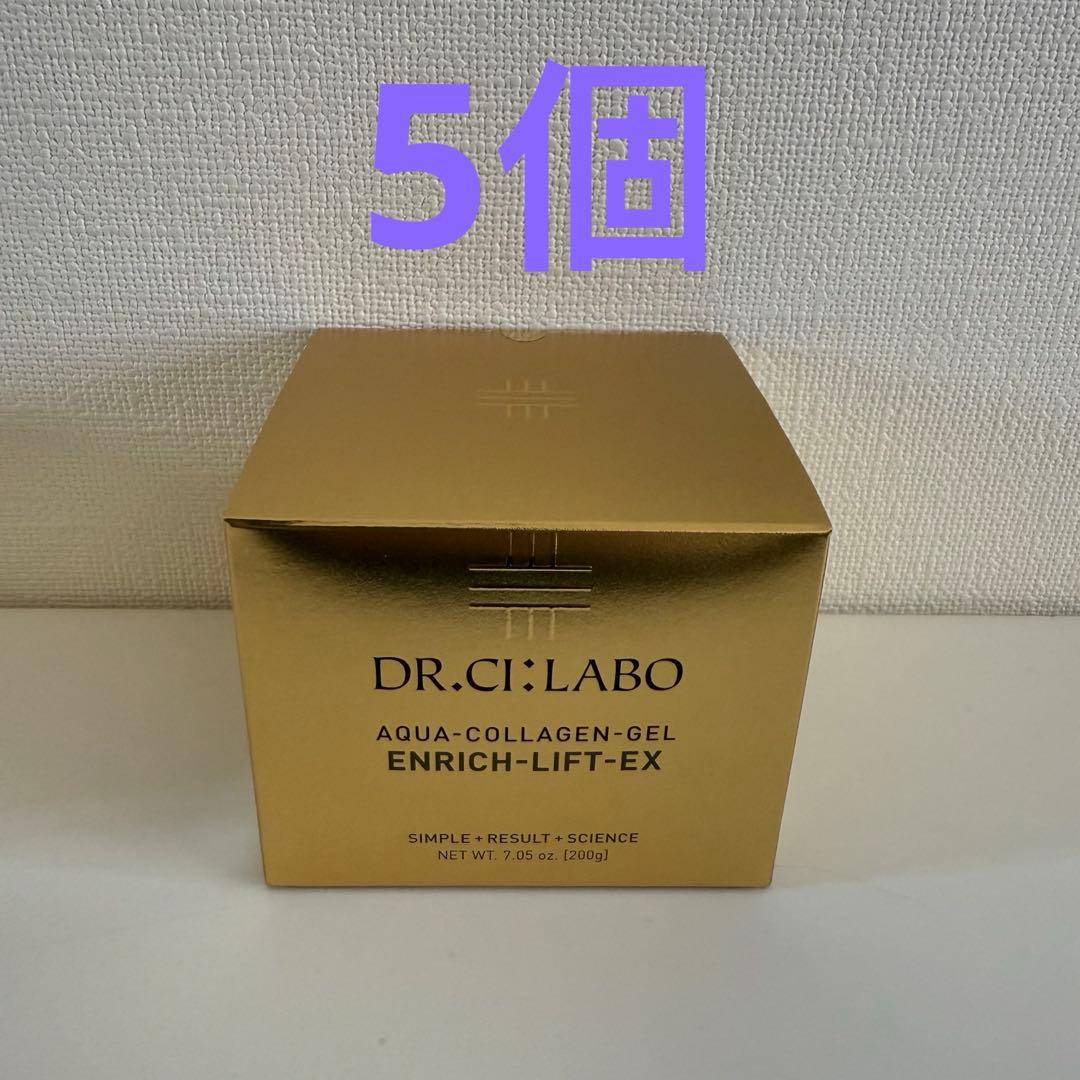 5個
DR.CI:LABO
AQUA-COLLAGEN-GEL
ENRICH-LIFT-EX
SIMPLE+RESULT+SCIENCE
NET WT. 7.05 oz. [200g]